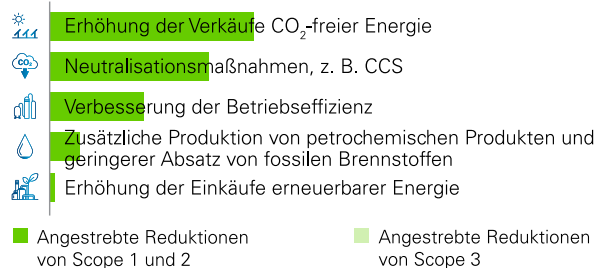 Erhöhung der Verkäufe CO₂-freier Energie
CO₂
Neutralisationsmaßnahmen, z. B. CCS
Verbesserung der Betriebseffizienz
Zusätzliche Produktion von petrochemischen Produkten und
geringerer Absatz von fossilen Brennstoffen
Erhöhung der Einkäufe erneuerbarer Energie
Angestrebte Reduktionen
von Scope 1 und 2
Angestrebte Reduktionen
von Scope 3